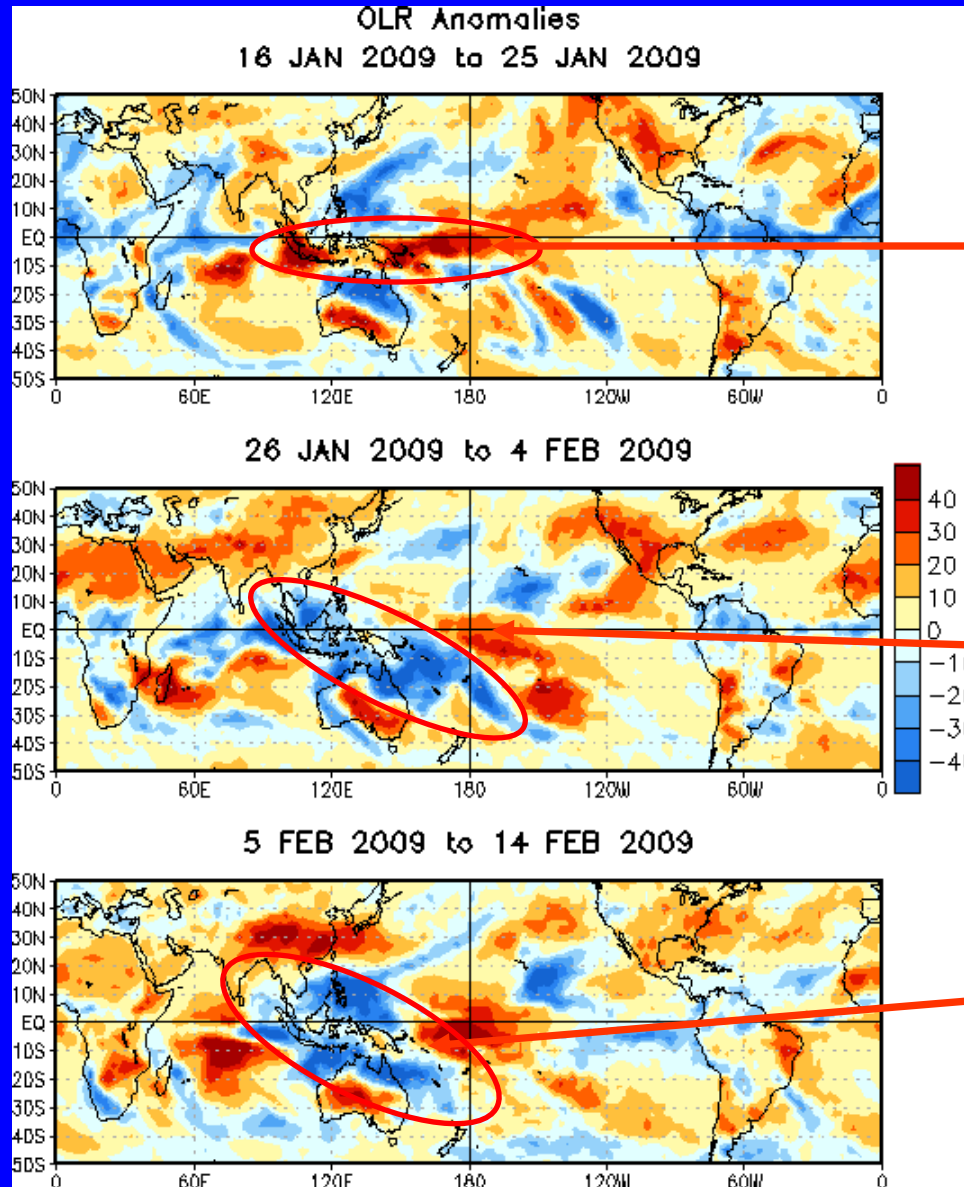 OLR Anomalies
16 JAN 2009 to 25 JAN 2009
50N
40N
30N
20N
10N
EQ
10S
20S
30S
40S
50S
0 60E 120E 180 120W 60W 0
26 JAN 2009 to 4 FEB 2009
50N
40N
30N
20N
10N
EQ
10S
20S
30S
40S
50S
0 60E 120E 180 120W 60W 0
40
30
20
10
0
-10
-20
-30
-40
5 FEB 2009 to 14 FEB 2009
50N
40N
30N
20N
10N
EQ
10S
20S
30S
40S
50S
0 60E 120E 180 120W 60W 0